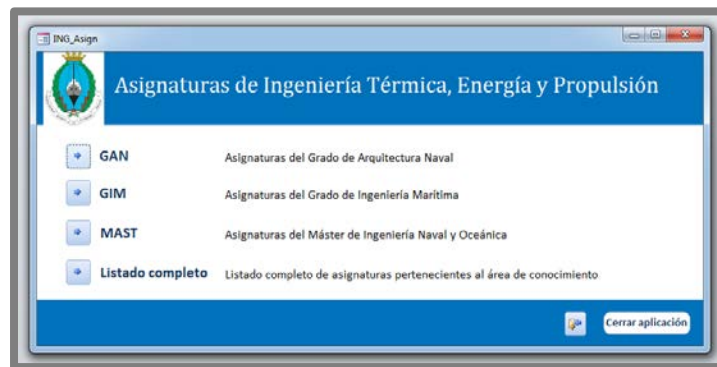 ING_Asign
Asignaturas de Ingeniería Térmica, Energía y Propulsión
GAN Asignaturas del Grado de Arquitectura Naval
GIM Asignaturas del Grado de Ingeniería Marítima
MAST Asignaturas del Máster de Ingeniería Naval y Oceánica
Listado completo Listado completo de asignaturas pertenecientes al área de conocimiento
Cerrar aplicación